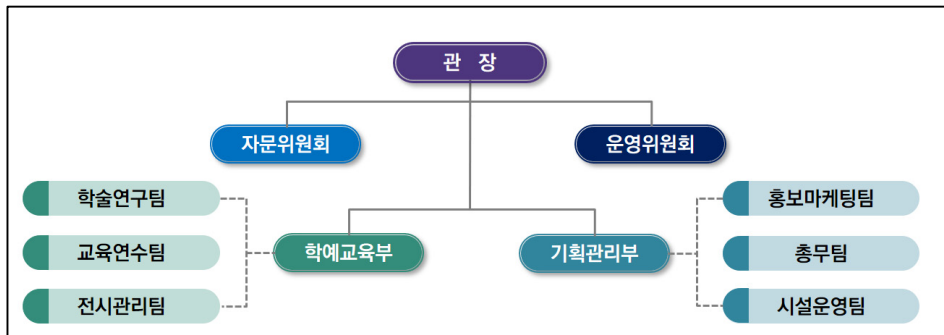 관 장
자문위원회
운영위원회
학술연구팀
홍보마케팅팀
교육연수팀
학예교육부
기획관리부
총무팀
전시관리팀
시설운영팀